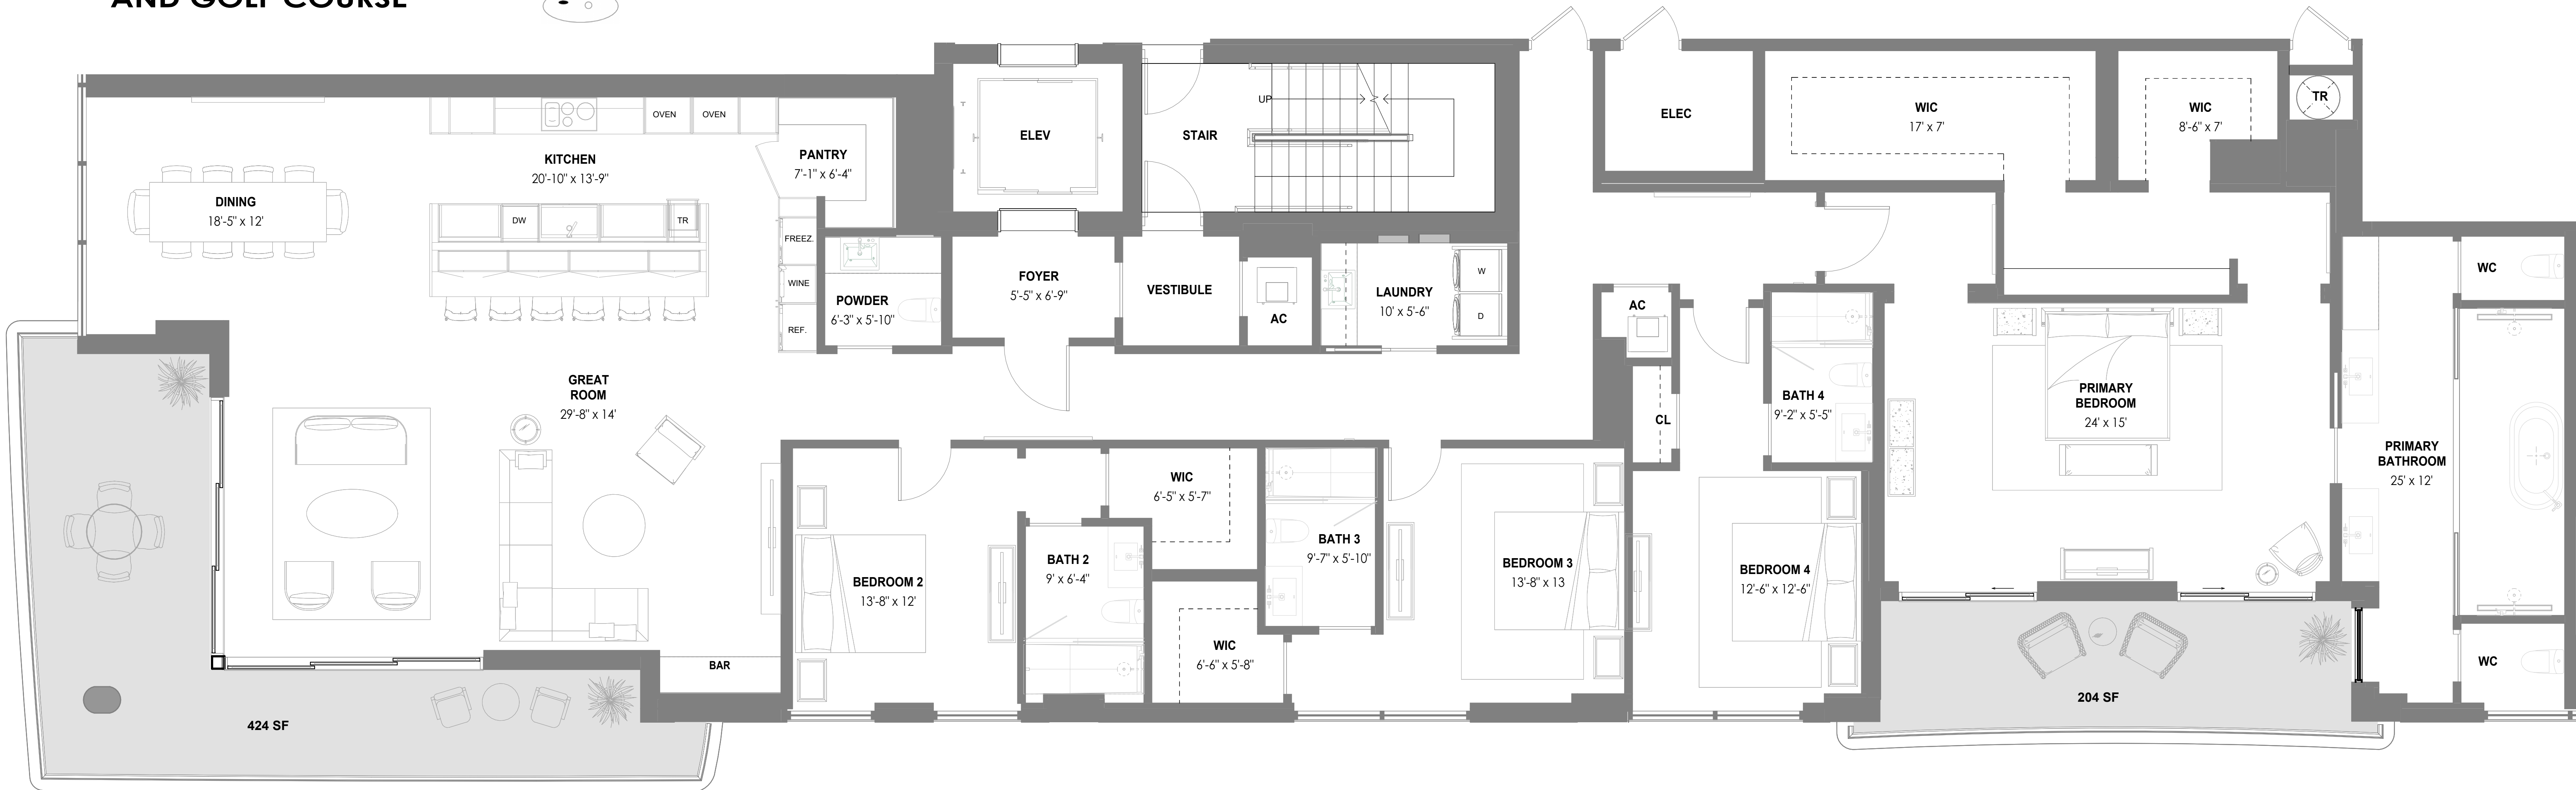 AND GOLF COURSE
DINING
18'-5" x 12'
KITCHEN
20'-10" x 13'-9"
OVEN
OVEN
DW
TR
PANTRY
7'-1" x 6'-4"
FREEZ.
WINE
REF.
POWDER
6'-3" x 5'-10"
ELEV
FOYER
5'-5" x 6'-9"
STAIR
UP
VESTIBULE
AC
LAUNDRY
10' x 5'-6"
W
D
ELEC
WIC
17' x 7'
WIC
8'-6" x 7'
TR
AC
CL
BATH 4
9'-2" x 5'-5"
PRIMARY
BEDROOM
24' x 15'
WC
PRIMARY
BATHROOM
25' x 12'
WC
GREAT
ROOM
29'-8" x 14'
BAR
424 SF
BEDROOM 2
13'-8" x 12'
BATH 2
9' x 6'-4"
WIC
6'-5" x 5'-7"
WIC
6'-6" x 5'-8"
BATH 3
9'-7" x 5'-10"
BEDROOM 3
13'-8" x 13
BEDROOM 4
12'-6" x 12'-6"
204 SF